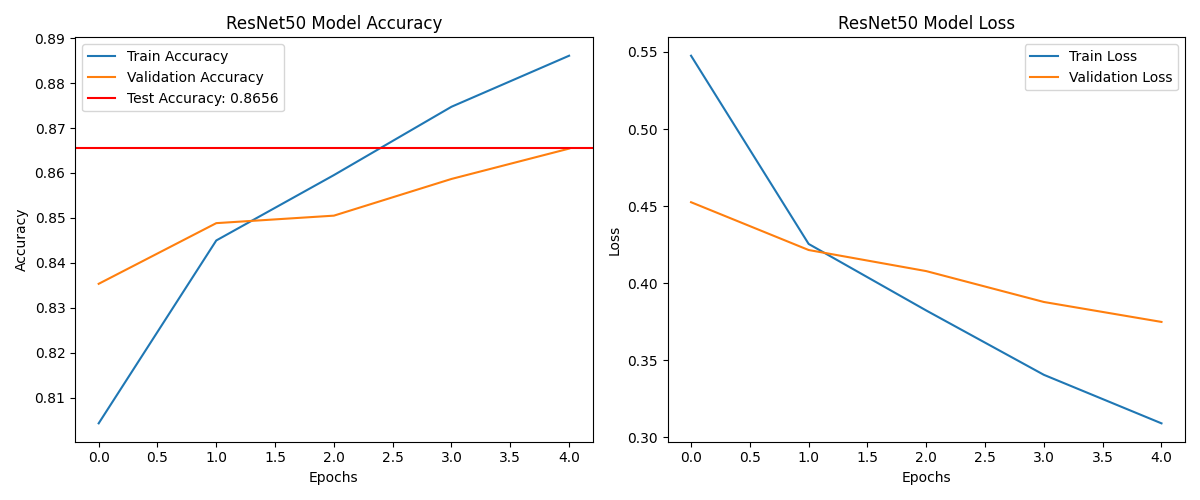 ResNet50 Model Accuracy
Train Accuracy
Validation Accuracy
Test Accuracy: 0.8656
Accuracy
0.89
0.88
0.87
0.86
0.85
0.84
0.83
0.82
0.81
0.0 0.5 1.0 1.5 2.0 2.5 3.0 3.5 4.0
Epochs
ResNet50 Model Loss
Train Loss
Validation Loss
Loss
0.55
0.50
0.45
0.40
0.35
0.30
0.0 0.5 1.0 1.5 2.0 2.5 3.0 3.5 4.0
Epochs